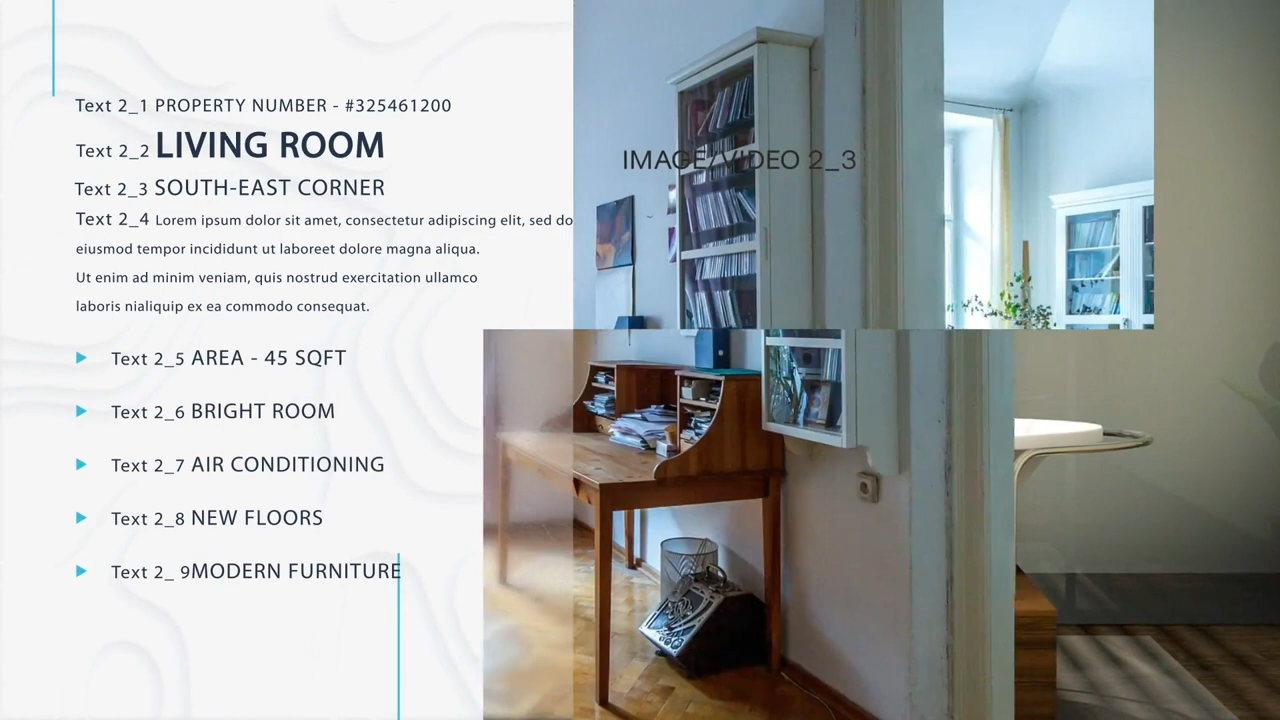 Text 2_1 PROPERTY NUMBER - #325461200
Text 2_2 LIVING ROOM
Text 2_3 SOUTH-EAST CORNER
Text 2_4 Lorem ipsum dolor sit amet, consectetur adipiscing elit, sed do
eiusmod tempor incididunt ut laboreet dolore magna aliqua.
Ut enim ad minim veniam, quis nostrud exercitation ullamco
laboris nialiquip ex ea commodo consequat.
Text 2_5 AREA - 45 SQFT
Text 2_6 BRIGHT ROOM
Text 2_7 AIR CONDITIONING
Text 2_8 NEW FLOORS
Text 2_ 9MODERN FURNITURE
IMAGE/VIDEO 2_3